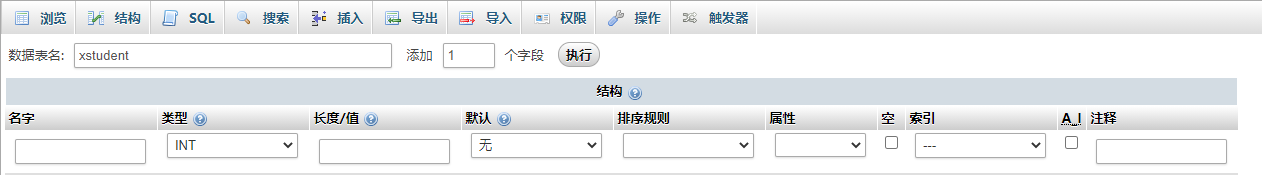 浏览 结构 SQL 搜索 插入 导出 导入 权限 操作 触发器
数据表名: xstudent 添加 1 个字段 执行
结构
名字 类型 长度/值 默认 排序规则 属性 空 索引 A_I 注释
INT 无 ---